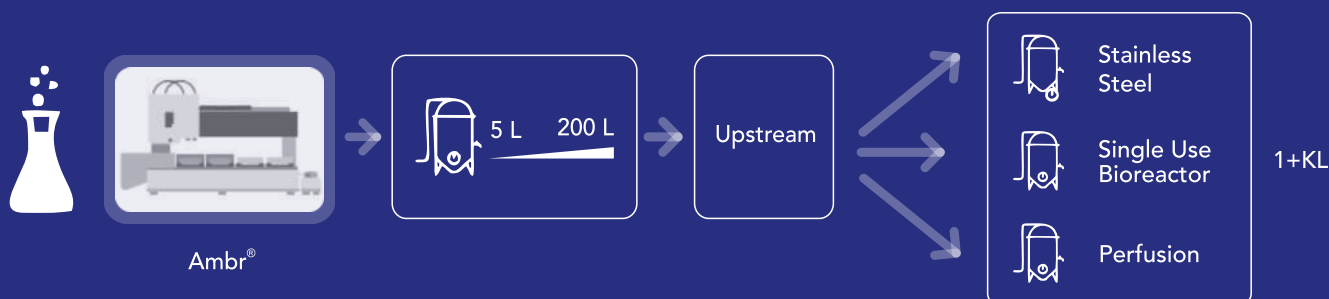 Ambr®
5 L 200 L
Upstream
Stainless
Steel
Single Use
Bioreactor
Perfusion
1+KL